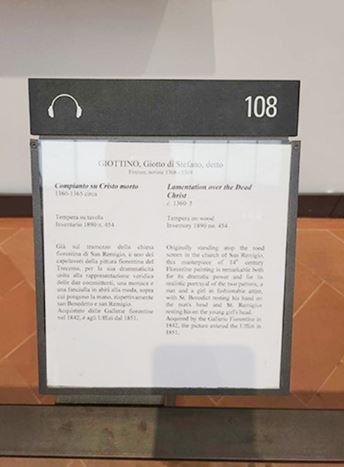 108
GIOTTINO, Giotto di Stefano, detto
Firenze, notizie
Compianto su Cristo morto
1360-1365 circa
Tempera su tavola
Inventario 1890 n. 454
Già sul tramezzo della chiesa
fiorentina di San Remigio, è uno dei
capolavori della pittura fiorentina del
Trecento, per la sua drammaticità
unita alla rappresentazione veridica
delle due committenti, una monaca e
una fanciulla in abiti alla moda, sopra
cui pongono la mano, rispettivamente
san Benedetto e san Remigio.
Acquistato dalle Gallerie fiorentine
nel 1842, è agli Uffizi dal 1851.
Lamentation over the Dead
Christ
c. 1360-5
Tempera on wood
Inventory 1890 no. 454
Originally standing atop the rood
screen in the church of San Remigio,
this masterpiece of 14th century
Florentine painting is remarkable both
for its dramatic power and for its
realistic portrayal of the two patrons, a
nun and a girl in fashionable attire,
with St. Benedict resting his hand on
the nun's head and St. Remigius
resting his on the young girl's head.
Acquired by the Gallerie Fiorentine in
1842, the picture entered the Uffizi in
1851.